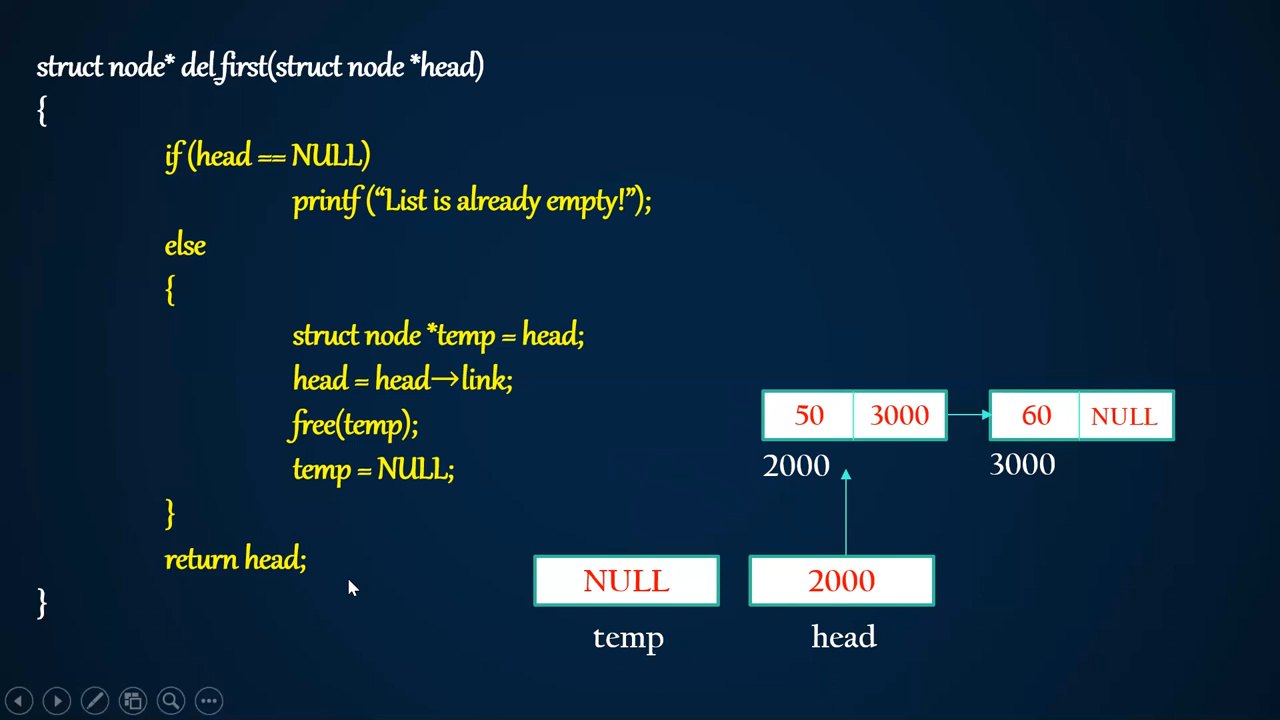 struct node* del_first(struct node *head)
{
if (head == NULL)
printf (“List is already empty!”);
else
{
struct node *temp = head;
head = head→link;
free(temp);
temp = NULL;
}
return head;
}
50 3000 60 NULL
2000 3000
NULL 2000
temp head